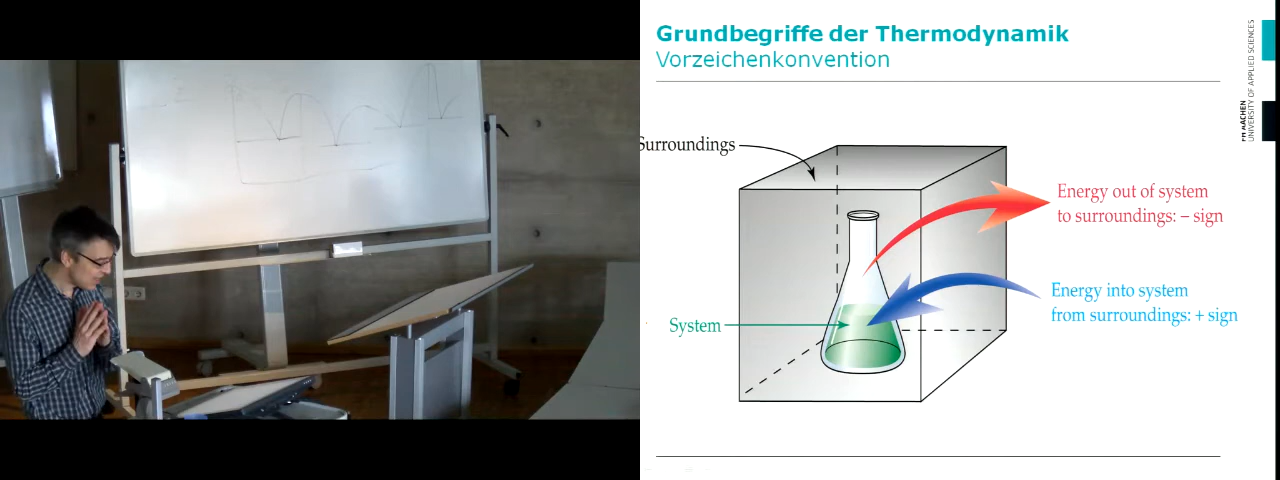 Grundbegriffe der Thermodynamik
Vorzeichenkonvention
Surroundings
Energy out of system
to surroundings: – sign
Energy into system
from surroundings: + sign
System
FH AACHEN
UNIVERSITY OF APPLIED SCIENCES